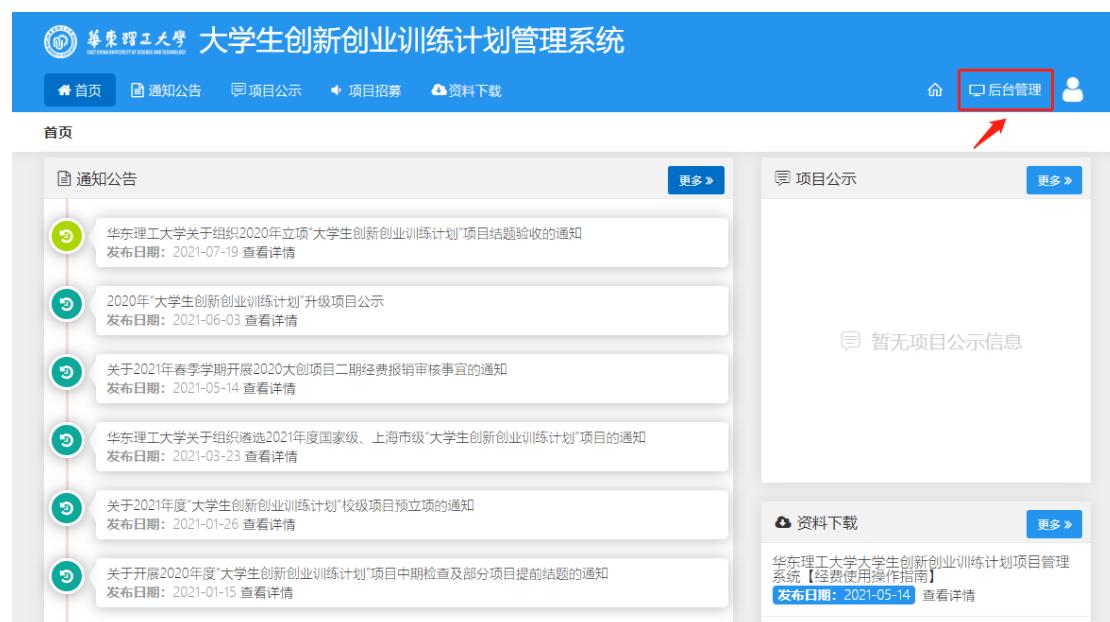 華東理工大學 大学生创新创业训练计划管理系统
EAST CHINA UNIVERSITY OF SCIENCE AND TECHNOLOGY
首页 通知公告 项目公示 项目招募 资料下载 后台管理
首页
通知公告 更多 »
华东理工大学关于组织2020年立项“大学生创新创业训练计划”项目结题验收的通知
发布日期：2021-07-19 查看详情
2020年“大学生创新创业训练计划”升级项目公示
发布日期：2021-06-03 查看详情
关于2021年春季学期开展2020大创项目二期经费报销审核事宜的通知
发布日期：2021-05-14 查看详情
华东理工大学关于组织遴选2021年度国家级、上海市级“大学生创新创业训练计划”项目的通知
发布日期：2021-03-23 查看详情
关于2021年度“大学生创新创业训练计划”校级项目预立项的通知
发布日期：2021-01-26 查看详情
关于开展2020年度“大学生创新创业训练计划”项目中期检查及部分项目提前结题的通知
发布日期：2021-01-15 查看详情
项目公示 更多 »
暂无项目公示信息
资料下载 更多 »
华东理工大学大学生创新创业训练计划项目管理
系统【经费使用操作指南】
发布日期：2021-05-14 查看详情